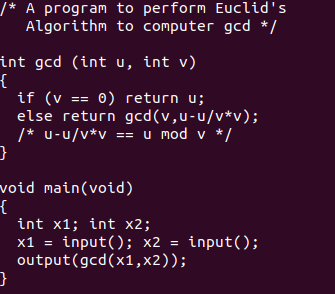 /* A program to perform Euclid's
   Algorithm to computer gcd */

int gcd (int u, int v)
{
  if (v == 0) return u;
  else return gcd(v,u-u/v*v);
  /* u-u/v*v == u mod v */
}

void main(void)
{
  int x1; int x2;
  x1 = input(); x2 = input();
  output(gcd(x1,x2));
}